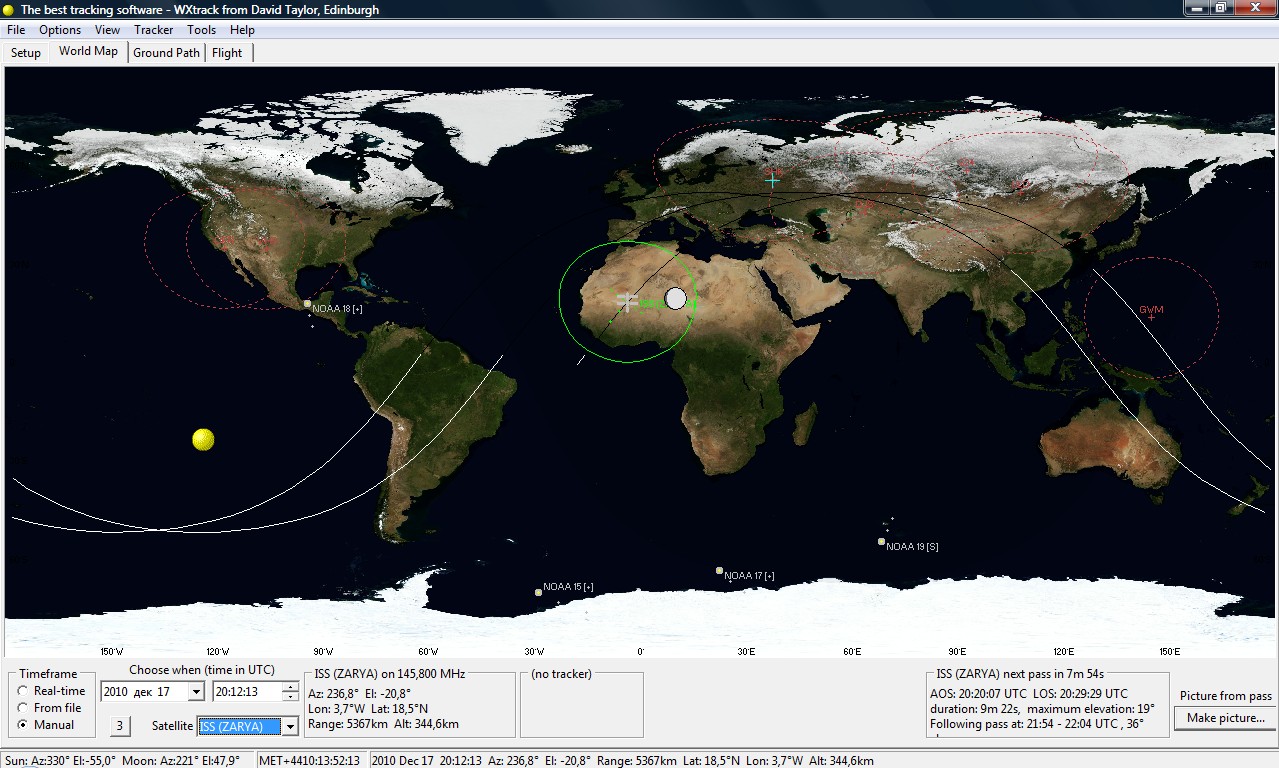 The best tracking software - WXtrack from David Taylor, Edinburgh
File Options View Tracker Tools Help
Setup World Map Ground Path Flight
NOAA 18 [+]
GVM
NOAA 19 [S]
NOAA 17 [+]
NOAA 15 [+]
150°W 120°W 90°W 60°W 30°W 0° 30°E 60°E 90°E 120°E 150°E
Timeframe
Real-time
From file
Manual
Choose when (time in UTC)
2010 дек 17 20:12:13
3 Satellite ISS (ZARYA)
ISS (ZARYA) on 145,800 MHz
Az: 236,8° El: -20,8°
Lon: 3,7°W Lat: 18,5°N
Range: 5367km Alt: 344,6km
(no tracker)
ISS (ZARYA) next pass in 7m 54s
AOS: 20:20:07 UTC LOS: 20:29:29 UTC
duration: 9m 22s, maximum elevation: 19°
Following pass at: 21:54 - 22:04 UTC , 36°
Picture from pass
Make picture...
Sun: Az:330° El:-55,0° Moon: Az:221° El:47,9° MET+4410:13:52:13 2010 Dec 17 20:12:13 Az: 236,8° El: -20,8° Range: 5367km Lat: 18,5°N Lon: 3,7°W Alt: 344,6km